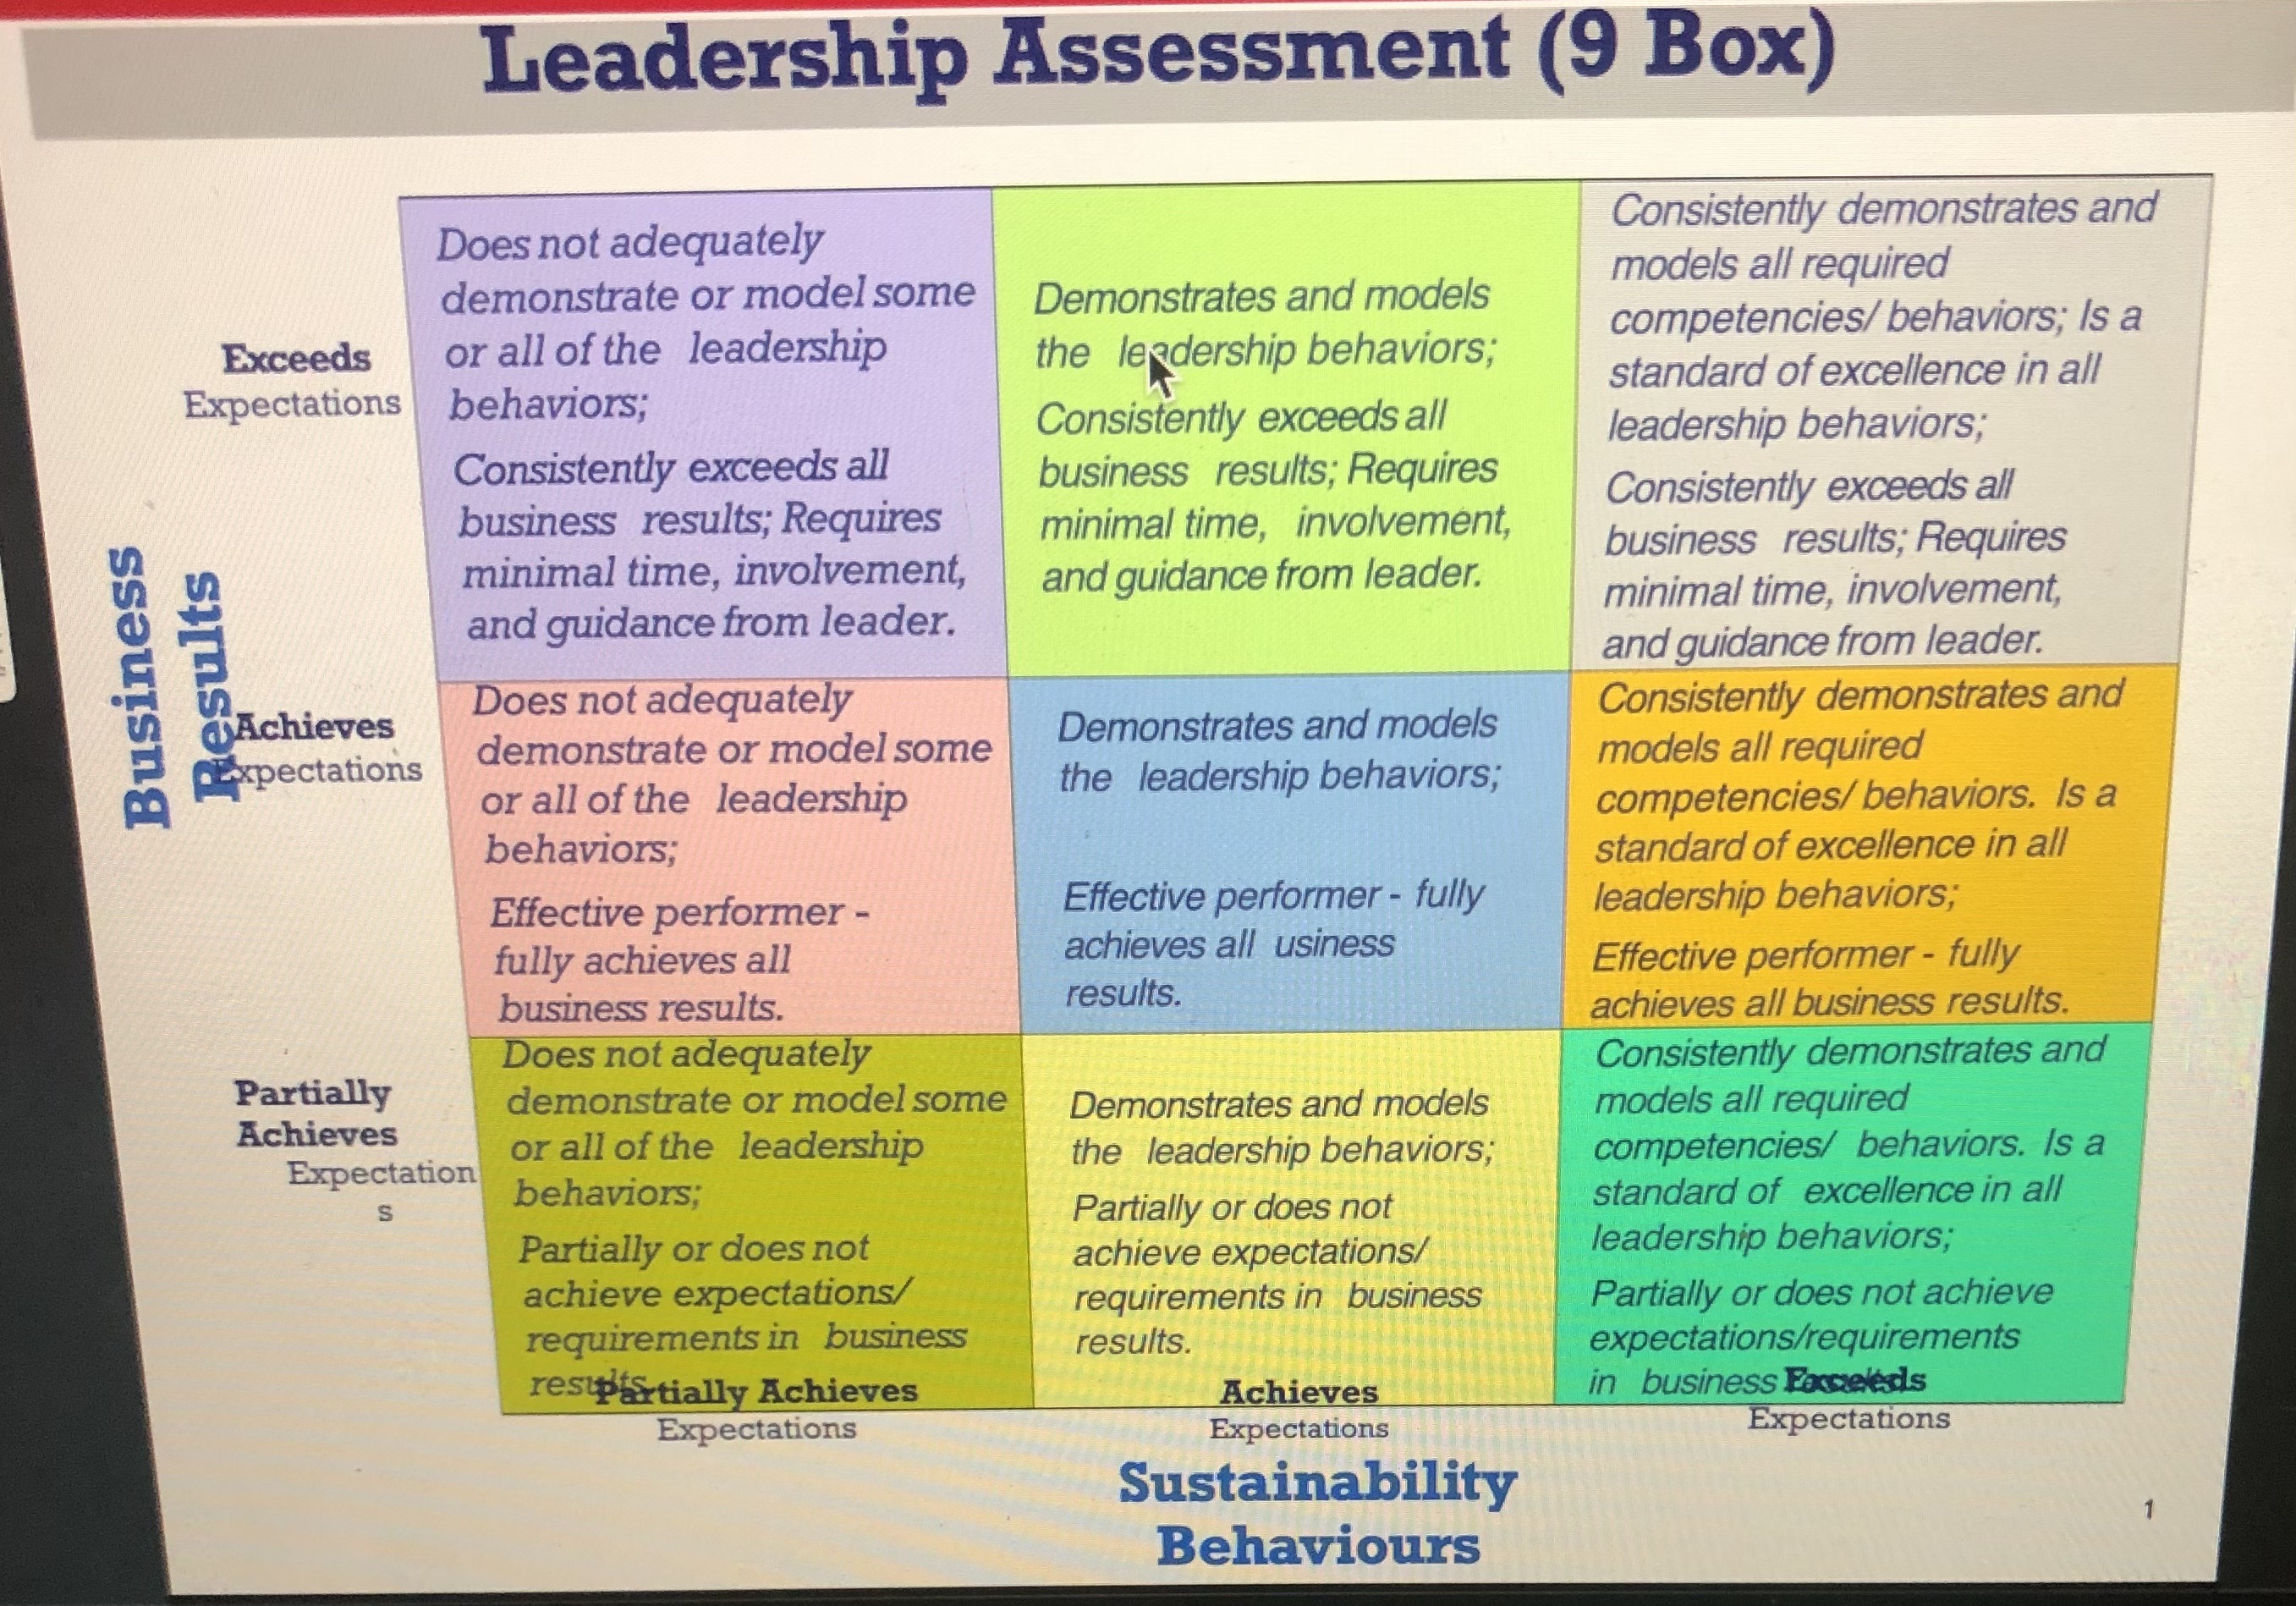 Leadership Assessment (9 Box)
Business
Results
Exceeds
Expectations
Does not adequately
demonstrate or model some
or all of the leadership
behaviors;
Consistently exceeds all
business results; Requires
minimal time, involvement,
and guidance from leader.
Demonstrates and models
the leadership behaviors;
Consistently exceeds all
business results; Requires
minimal time, involvement,
and guidance from leader.
Consistently demonstrates and
models all required
competencies/ behaviors; Is a
standard of excellence in all
leadership behaviors;
Consistently exceeds all
business results; Requires
minimal time, involvement,
and guidance from leader.
Achieves
Expectations
Does not adequately
demonstrate or model some
or all of the leadership
behaviors;
Effective performer -
fully achieves all
business results.
Demonstrates and models
the leadership behaviors;
Effective performer - fully
achieves all usiness
results.
Consistently demonstrates and
models all required
competencies/ behaviors. Is a
standard of excellence in all
leadership behaviors;
Effective performer - fully
achieves all business results.
Partially
Achieves
Expectation
s
Does not adequately
demonstrate or model some
or all of the leadership
behaviors;
Partially or does not
achieve expectations/
requirements in business
results.
Demonstrates and models
the leadership behaviors;
Partially or does not
achieve expectations/
requirements in business
results.
Consistently demonstrates and
models all required
competencies/ behaviors. Is a
standard of excellence in all
leadership behaviors;
Partially or does not achieve
expectations/requirements
in business
Partially Achieves
Expectations
Achieves
Expectations
Exceeds
Expectations
Sustainability
Behaviours
1